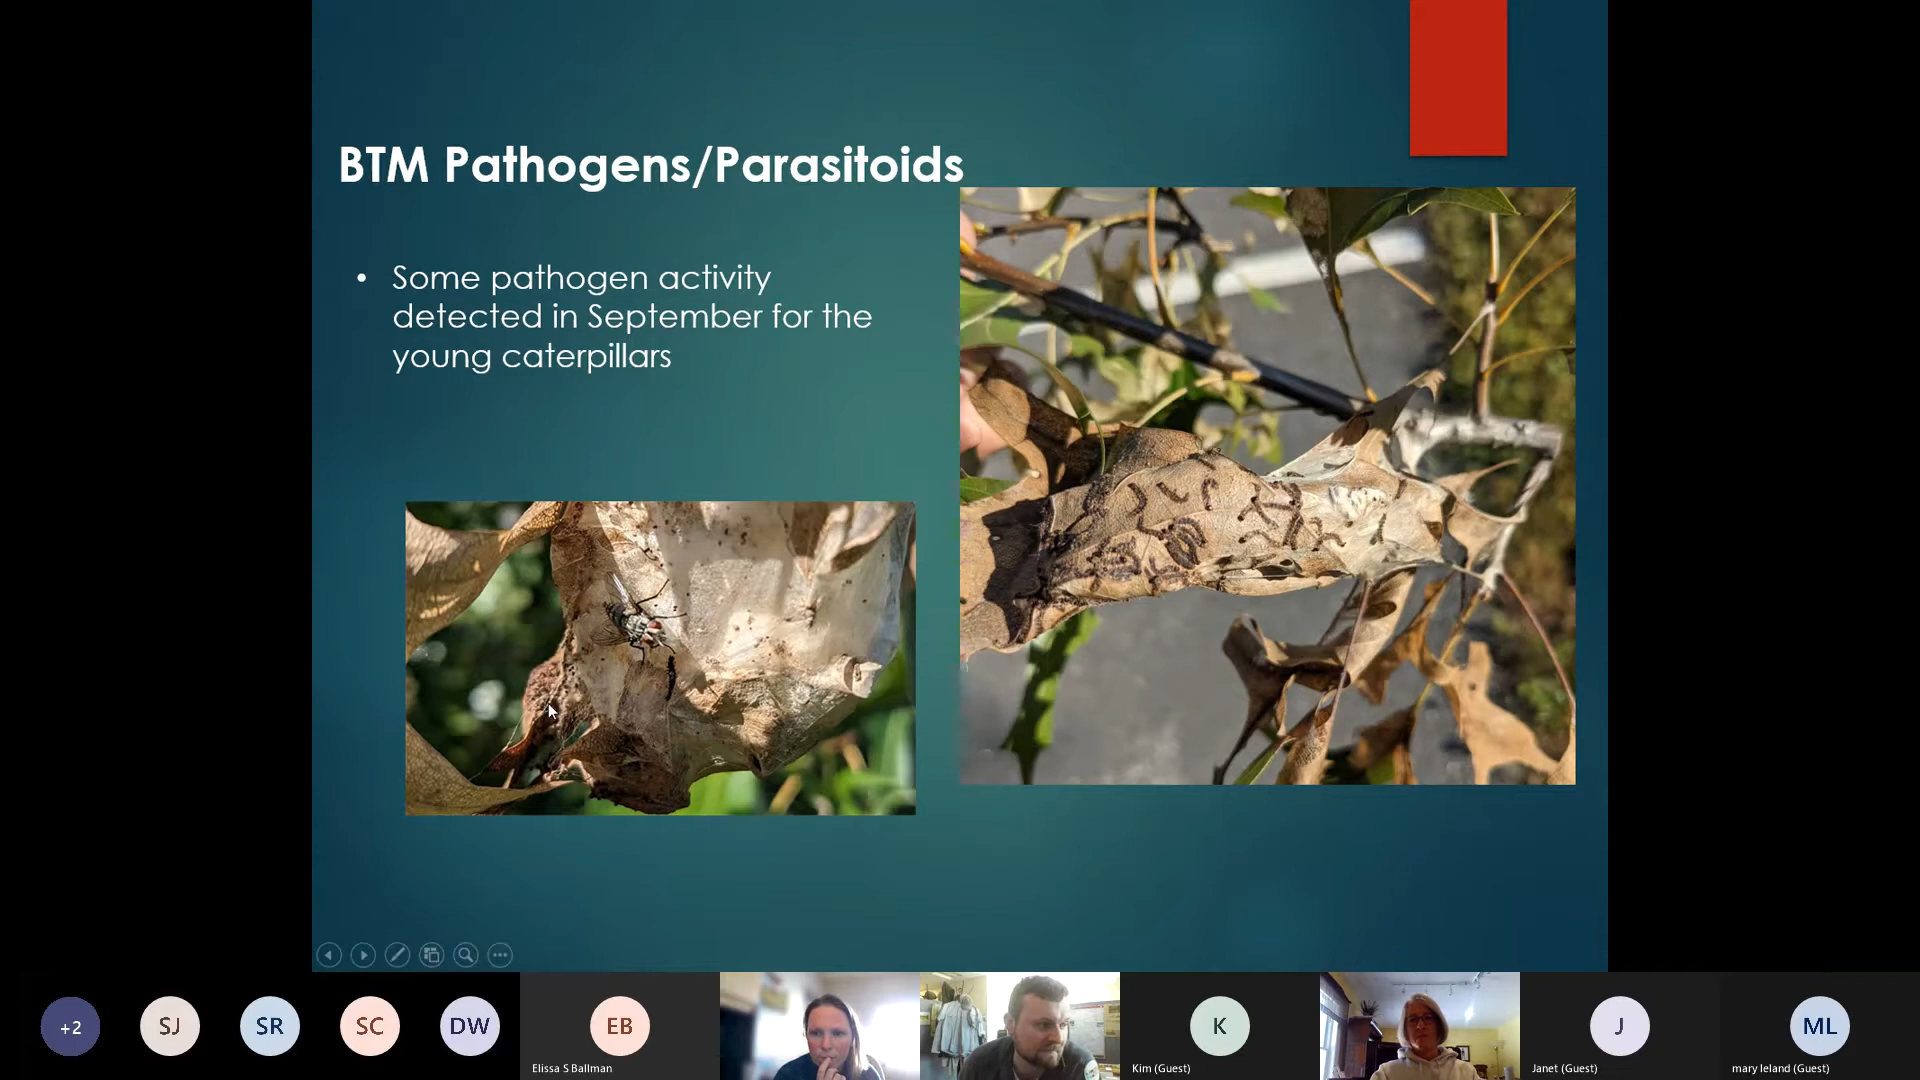 BTM Pathogens/Parasitoids
• Some pathogen activity
detected in September for the
young caterpillars
+2
SJ
SR
SC
DW
EB
Elissa S Ballman
K
Kim (Guest)
J
Janet (Guest)
ML
mary leland (Guest)